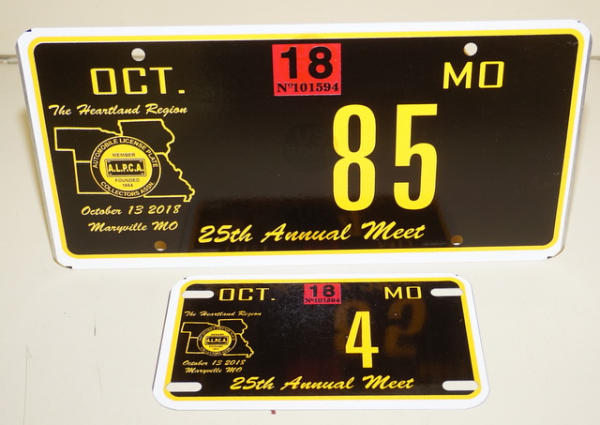 OCT. 18 MO
Nº101594
The Heartland Region
AUTOMOBILE LICENSE PLATE
MEMBER
A.L.P.C.A.
FOUNDED
1954
COLLECTORS ASSN.
85
October 13 2018
Maryville MO
25th Annual Meet
OCT. 18 MO
Nº101594
The Heartland Region
A.L.P.C.A.
4
October 13 2018
Maryville MO
25th Annual Meet